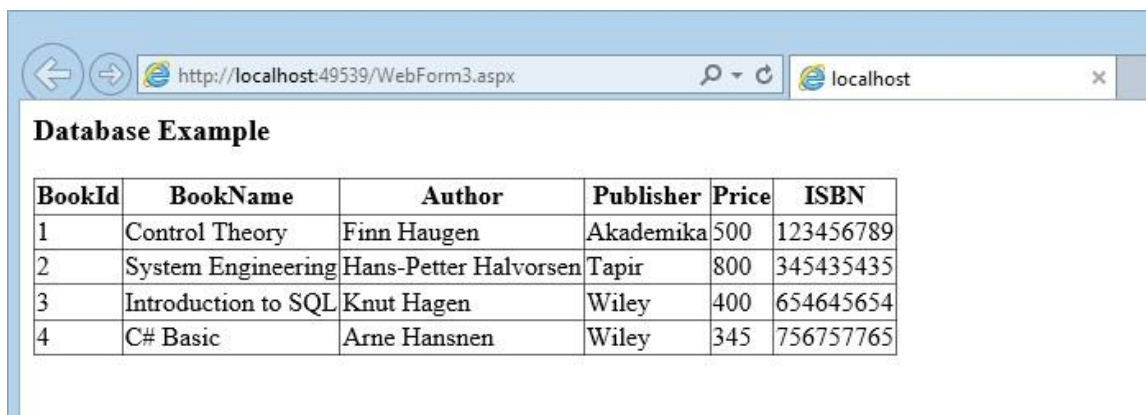 http://localhost:49539/WebForm3.aspx localhost
Database Example
BookId BookName Author Publisher Price ISBN
1 Control Theory Finn Haugen Akademika 500 123456789
2 System Engineering Hans-Petter Halvorsen Tapir 800 345435435
3 Introduction to SQL Knut Hagen Wiley 400 654645654
4 C# Basic Arne Hansnen Wiley 345 756757765